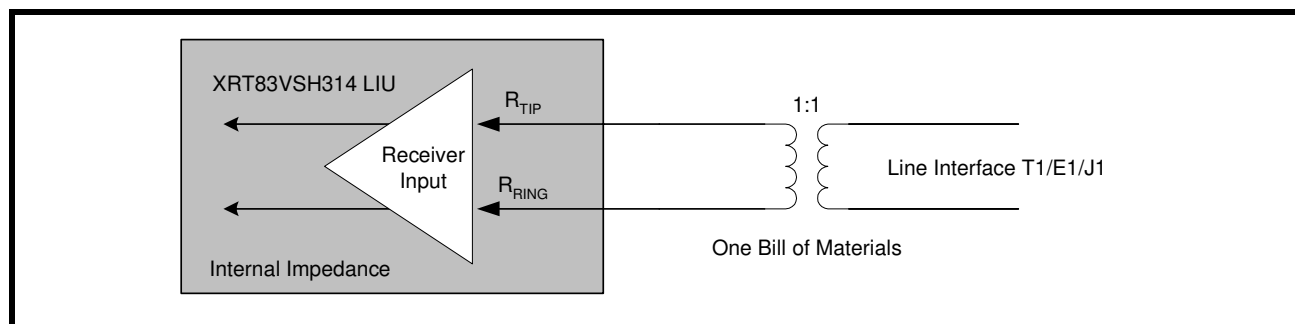 XRT83VSH314 LIU
R_TIP
1:1
Receiver
Input
Line Interface T1/E1/J1
R_RING
One Bill of Materials
Internal Impedance